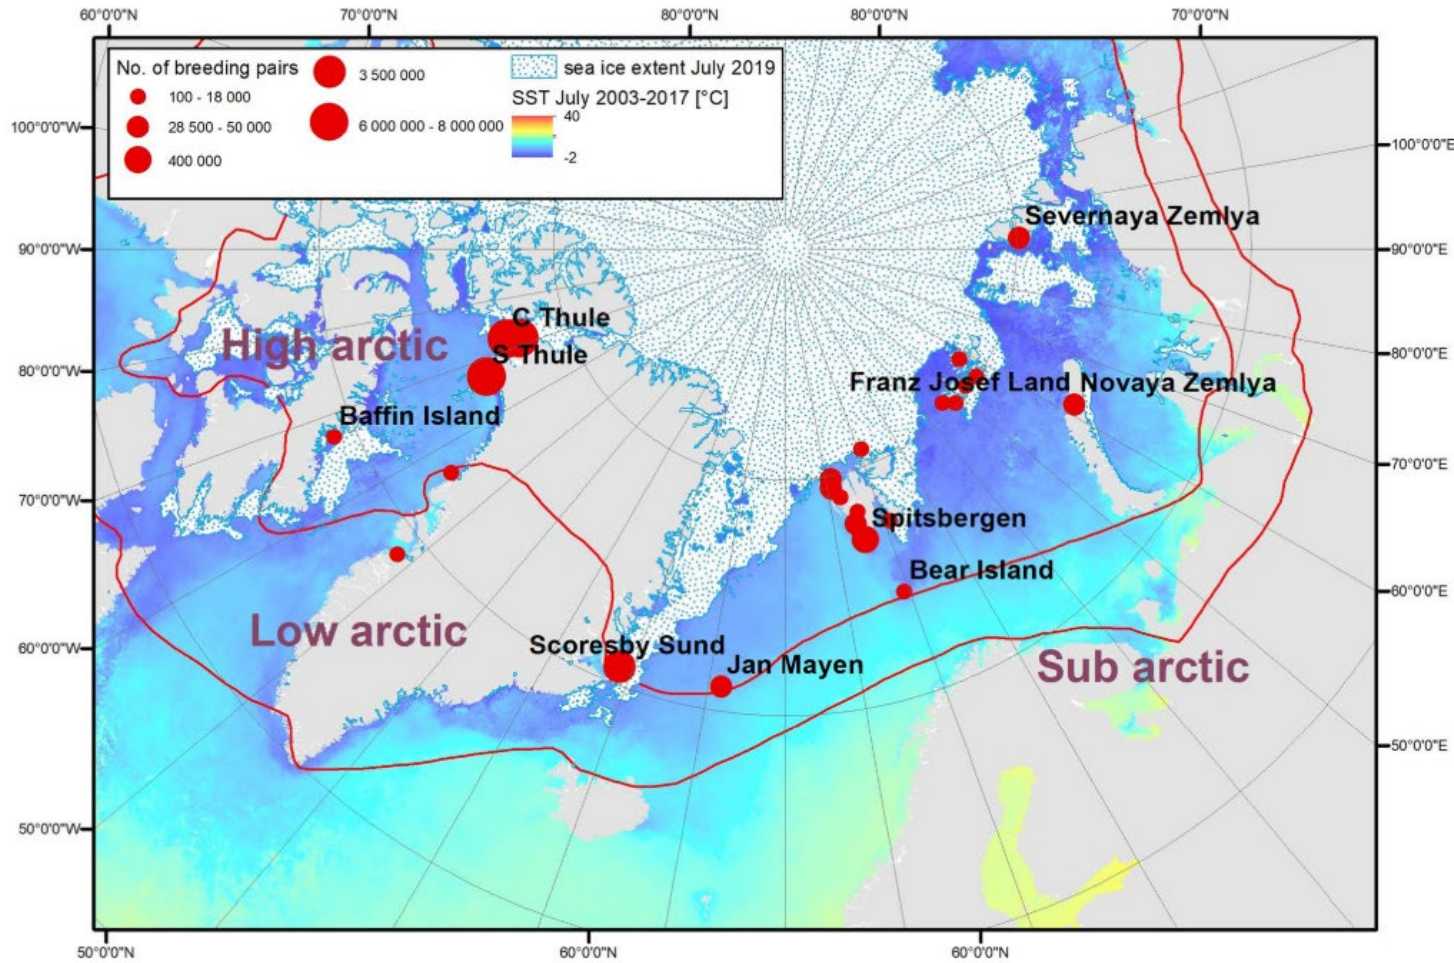 60°0'0"N 70°0'0"N 80°0'0"N 80°0'0"N 70°0'0"N
No. of breeding pairs
100 - 18 000
28 500 - 50 000
400 000
3 500 000
6 000 000 - 8 000 000
sea ice extent July 2019
SST July 2003-2017 [°C]
40
-2
100°0'0"W
90°0'0"W
80°0'0"W
70°0'0"W
60°0'0"W
50°0'0"W
100°0'0"E
90°0'0"E
80°0'0"E
70°0'0"E
60°0'0"E
50°0'0"E
Severnaya Zemlya
C Thule
High arctic
S Thule
Franz Josef Land Novaya Zemlya
Baffin Island
Spitsbergen
Bear Island
Low arctic
Scoresby Sund
Jan Mayen
Sub arctic
50°0'0"N 60°0'0"N 60°0'0"N